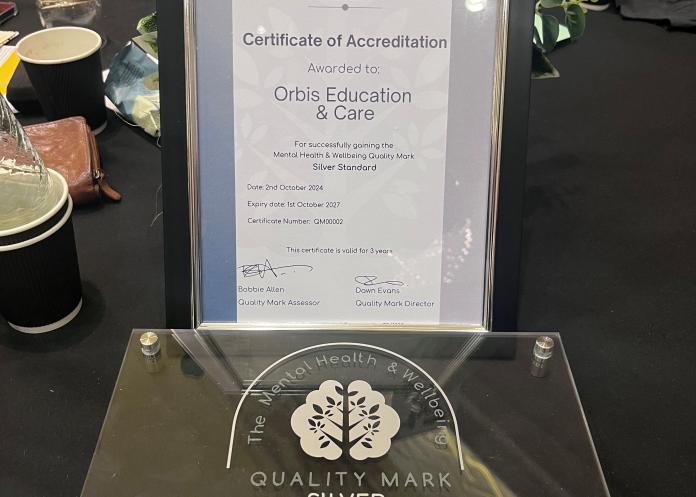 Certificate of Accreditation
Awarded to:
Orbis Education
& Care
For successfully gaining the
Mental Health & Wellbeing Quality Mark
Silver Standard
Date: 2nd October 2024
Expiry date: 1st October 2027
Certificate Number: QM00002
This certificate is valid for 3 years
Bobbie Allen
Quality Mark Assessor
Dawn Evans
Quality Mark Director
The Mental Health & Wellbeing
QUALITY MARK
SILVER